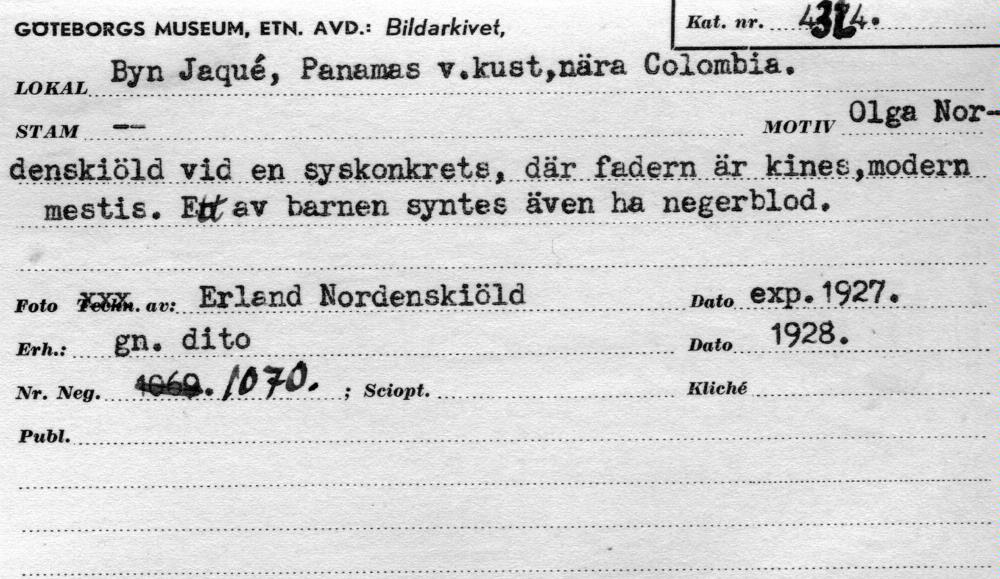 GÖTEBORGS MUSEUM, ETN. AVD.: Bildarkivet,
Kat. nr. 4324.
LOKAL Byn Jaqué, Panamas v.kust,nära Colombia.
STAM -- MOTIV Olga Nor-
denskiöld vid en syskonkrets, där fadern är kines,modern
mestis. Ett av barnen syntes även ha negerblod.
Foto Techn. av: Erland Nordenskiöld Dato exp.1927.
Erh.: gn. dito Dato 1928.
Nr. Neg. 1069. 1070. ; Sciopt. Kliché
Publ.